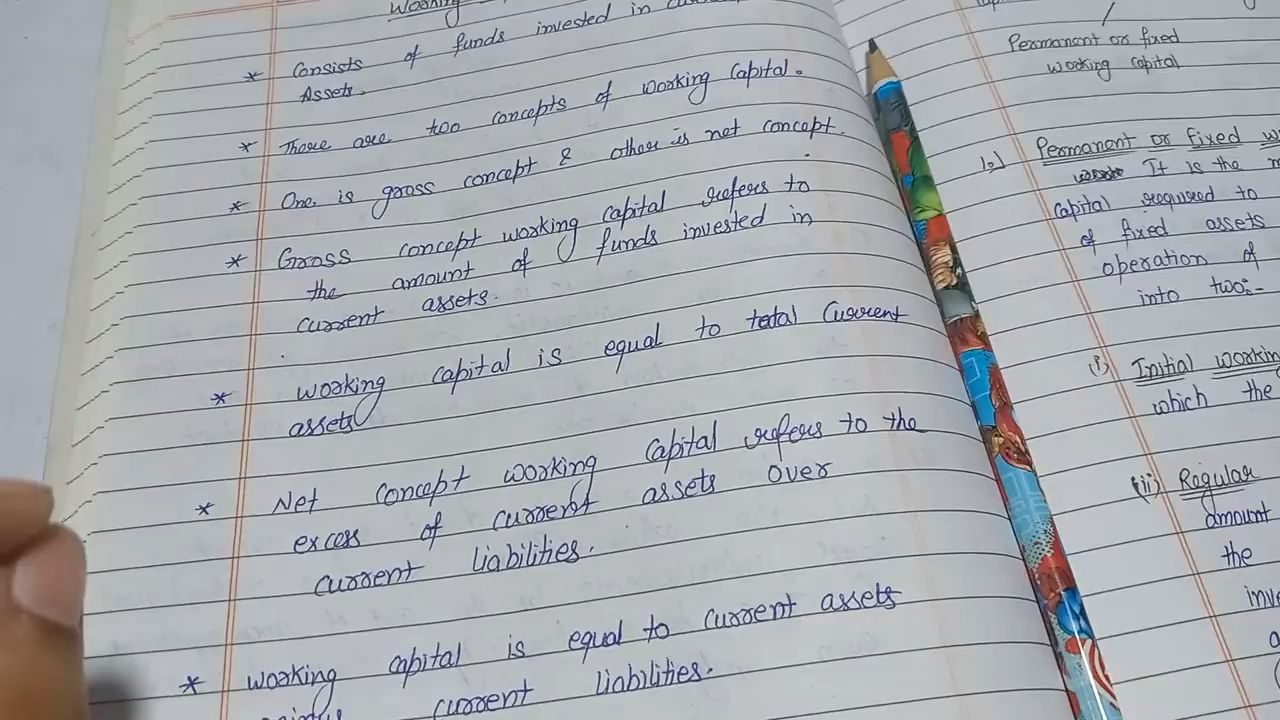 Working
* Consists of funds invested in
Assets.
* There are two concepts of working Capital.
* One is gross concept & other is net concept.
* Gross concept working capital refers to
the amount of funds invested in
current assets.
* working capital is equal to total Current
assets
* Net concept working capital refers to the
excess of current assets over
current liabilities.
* working capital is equal to current assets
current liabilities.
Permanent or fixed
working capital
1.) Permanent or fixed
It is the
capital required to
of fixed assets
operation of
into two:-
(i) Initial working
which the
(ii) Regular
amount
the